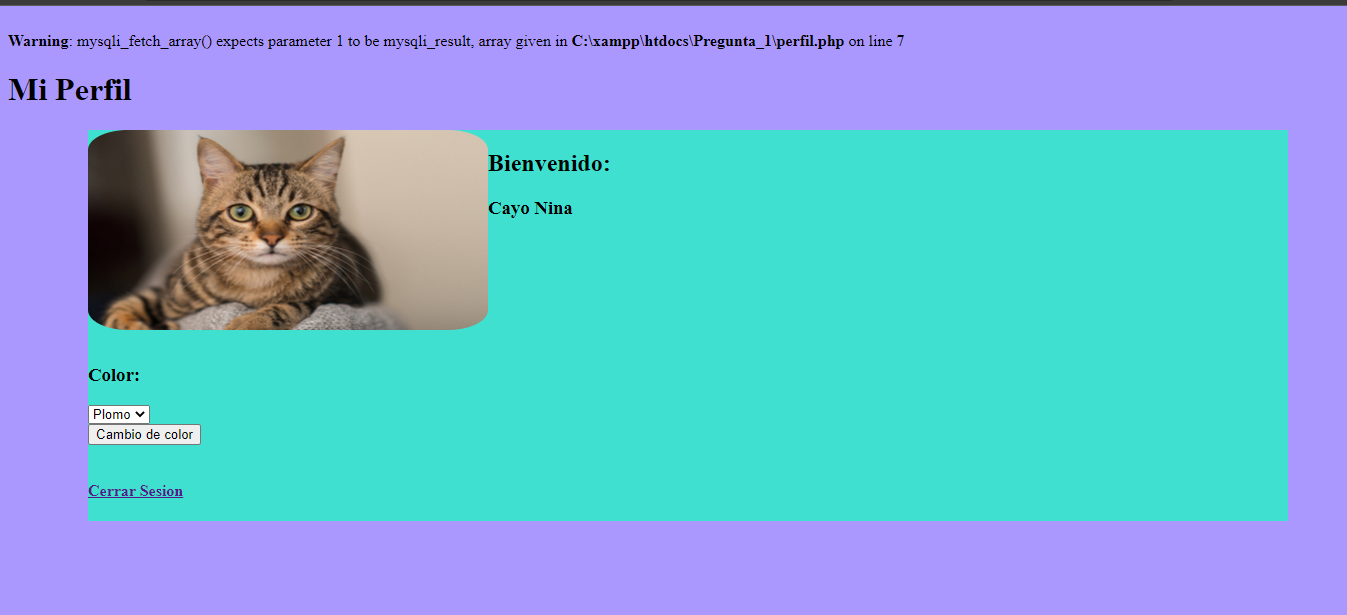 Warning: mysqli_fetch_array() expects parameter 1 to be mysqli_result, array given in C:\xampp\htdocs\Pregunta_1\perfil.php on line 7
Mi Perfil
Bienvenido:
Cayo Nina
Color:
Plomo
Cambio de color
Cerrar Sesion